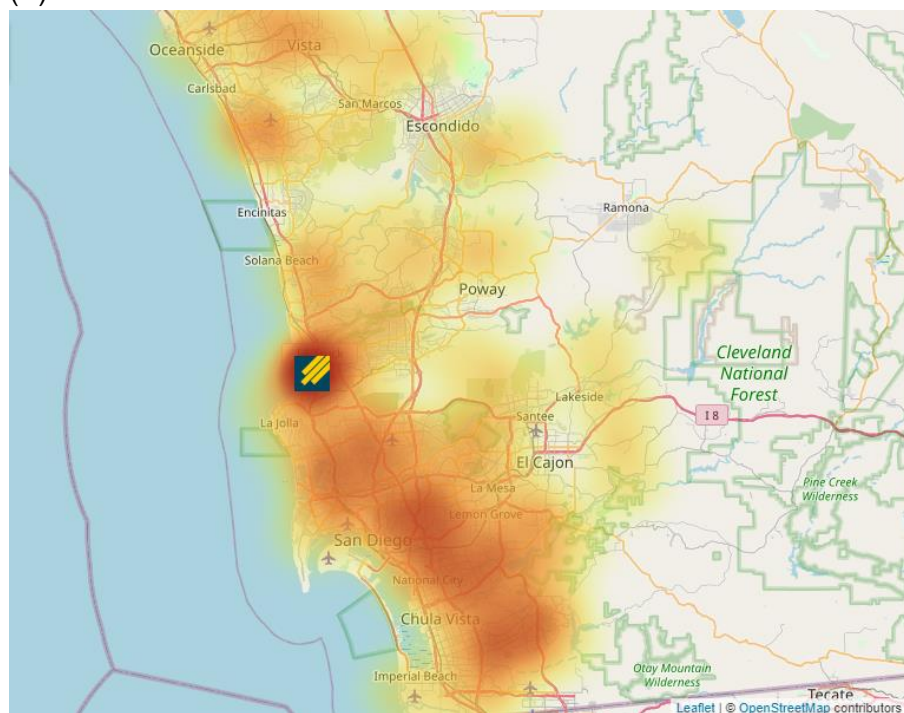 Oceanside
Vista
Carlsbad
San Marcos
Escondido
Encinitas
Ramona
Solana Beach
Poway
Cleveland
National
Forest
Lakeside
Santee
I 8
La Jolla
El Cajon
La Mesa
Pine Creek
Wilderness
Lemon Grove
San Diego
National City
Chula Vista
Imperial Beach
Otay Mountain
Wilderness
Tecate
Leaflet | © OpenStreetMap contributors